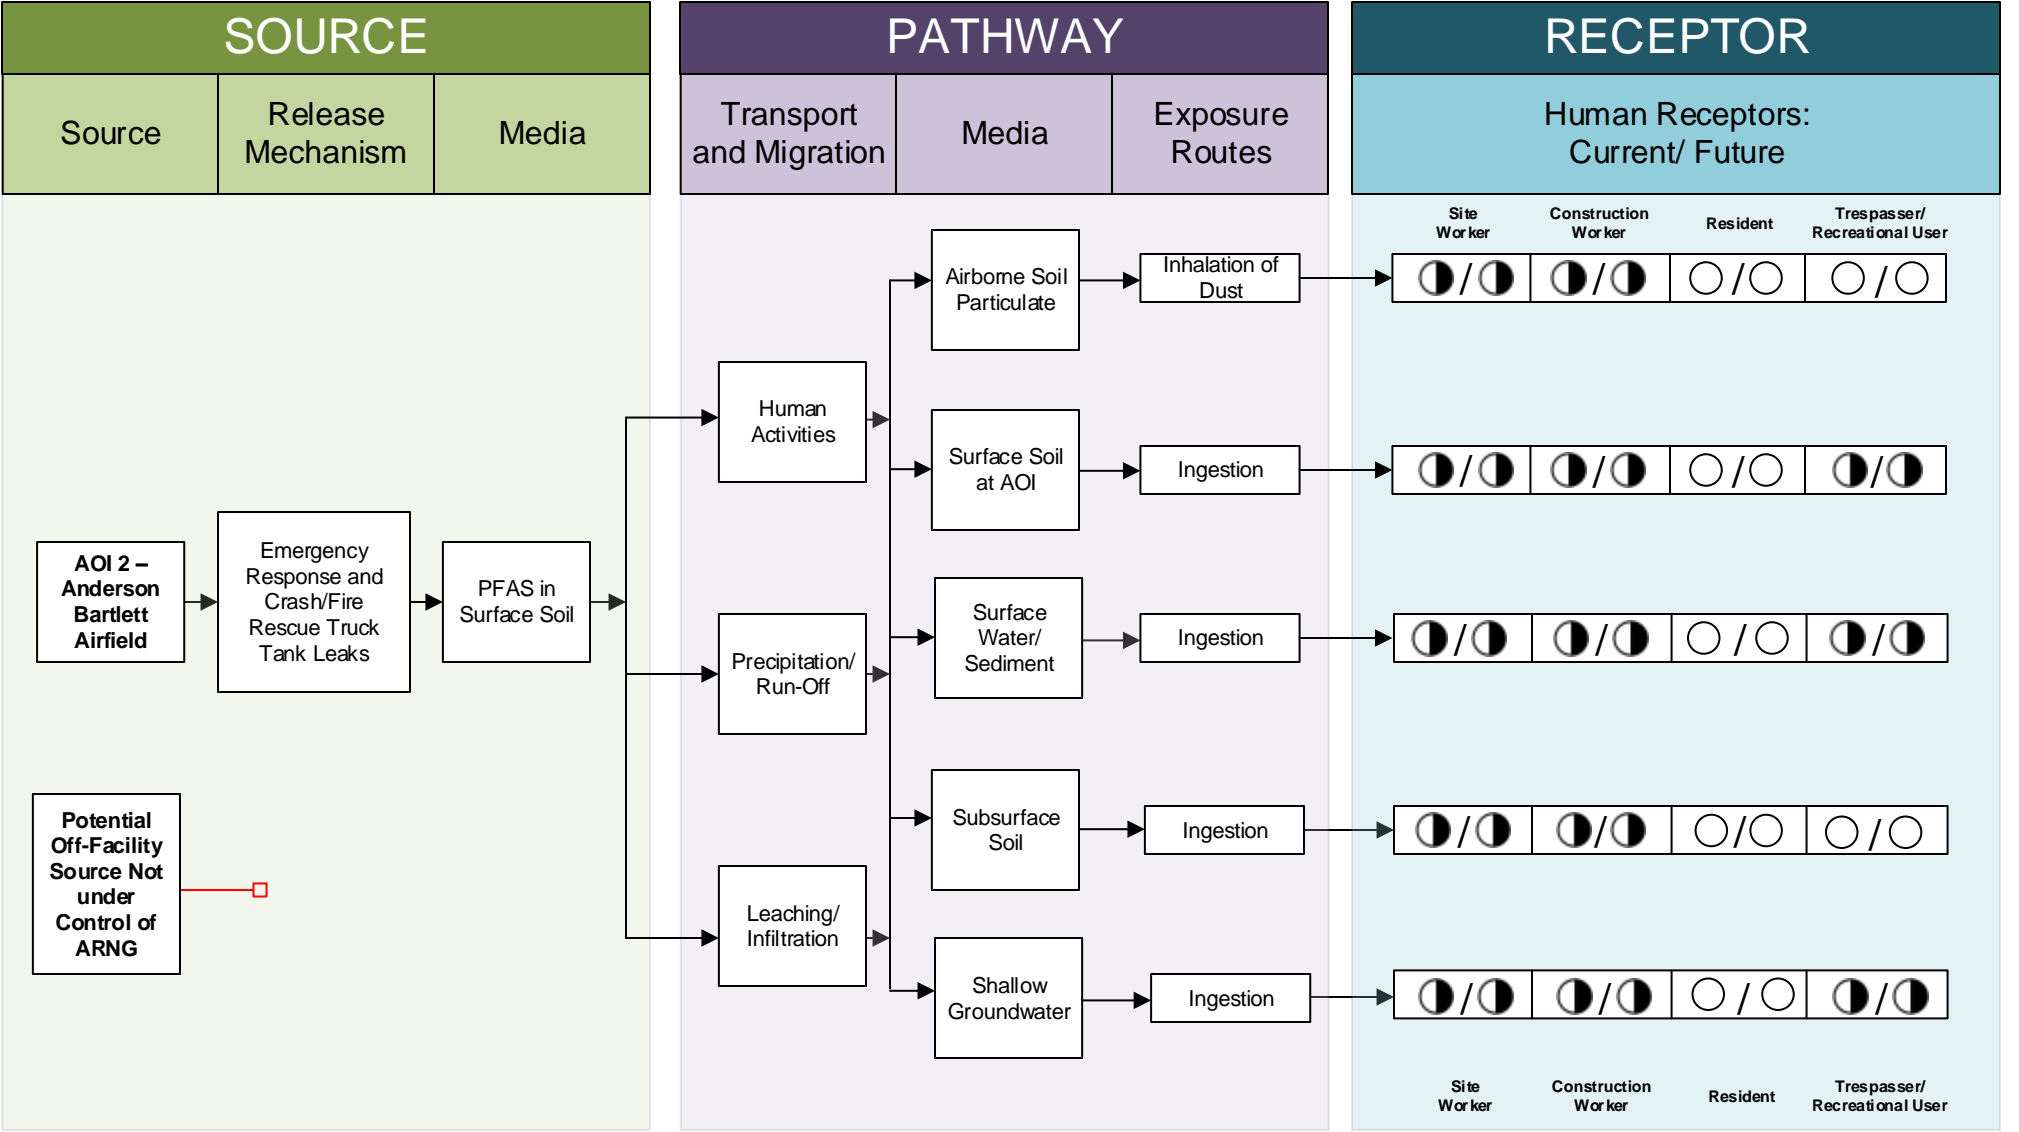 SOURCE
PATHWAY
RECEPTOR
Source
Release
Mechanism
Media
Transport
and Migration
Media
Exposure
Routes
Human Receptors:
Current/ Future
Site
Worker
Construction
Worker
Resident
Trespasser/
Recreational User
Airborne Soil
Particulate
Inhalation of
Dust
/
/
/
/
Human
Activities
Surface Soil
at AOI
Ingestion
/
/
/
/
AOI 2 –
Anderson
Bartlett
Airfield
Emergency
Response and
Crash/Fire
Rescue Truck
Tank Leaks
PFAS in
Surface Soil
Precipitation/
Run-Off
Surface
Water/
Sediment
Ingestion
/
/
/
/
Potential
Off-Facility
Source Not
under
Control of
ARNG
Subsurface
Soil
Ingestion
/
/
/
/
Leaching/
Infiltration
Shallow
Groundwater
Ingestion
/
/
/
/
Site
Worker
Construction
Worker
Resident
Trespasser/
Recreational User